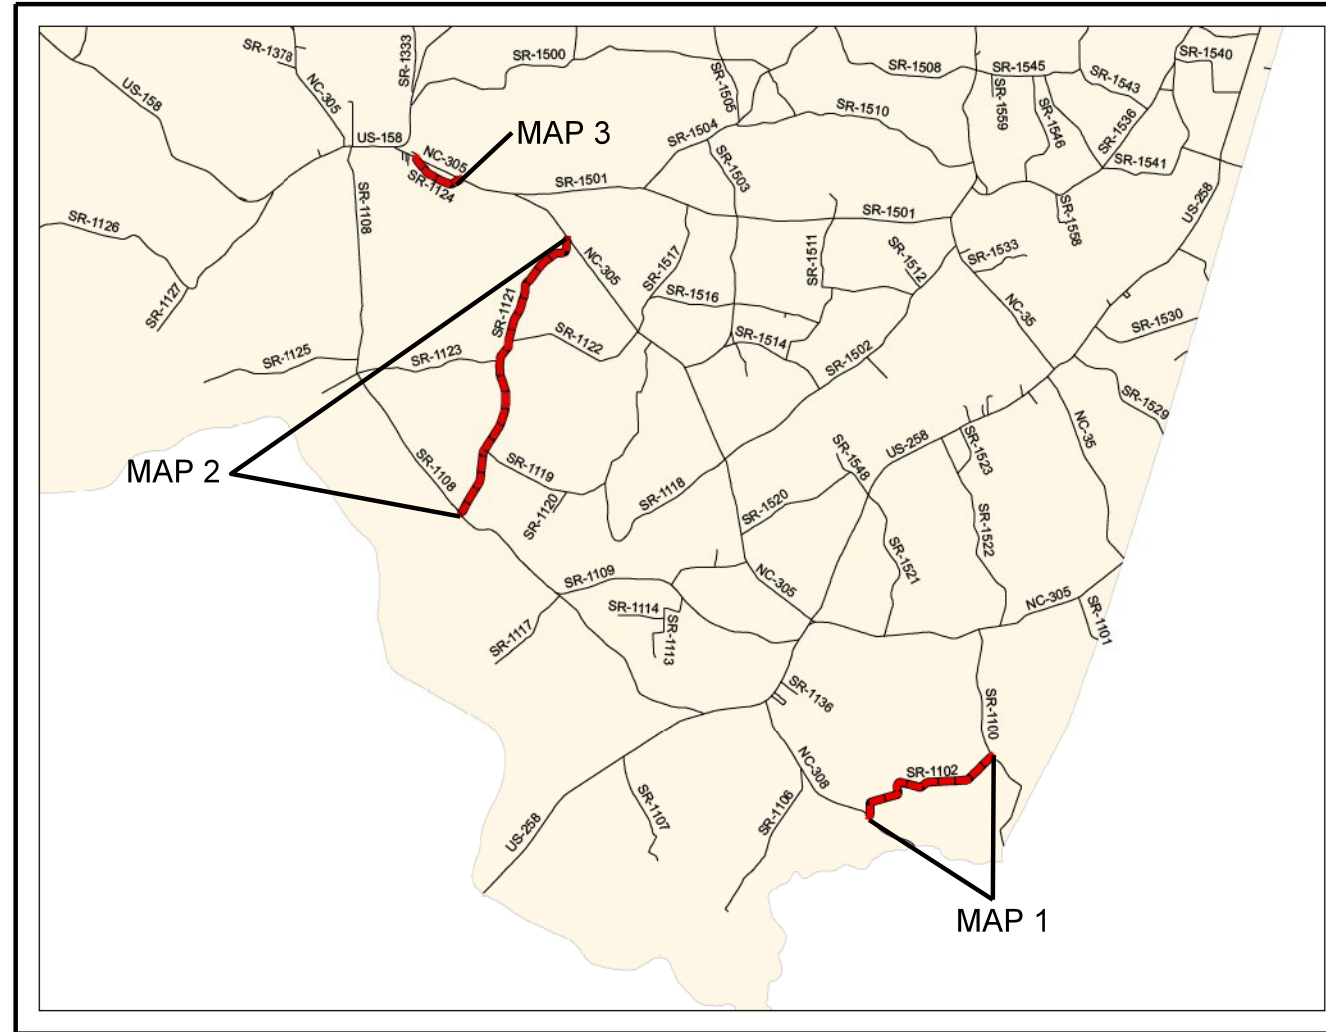 SR-1378
SR-1333
SR-1500
SR-1505
SR-1508
SR-1545
SR-1540
SR-1543
US-158
NC-305
SR-1559
SR-1546
SR-1536
SR-1510
SR-1504
US-158
MAP 3
NC-305
SR-1124
SR-1503
SR-1541
SR-1501
SR-1108
SR-1501
SR-1558
US-258
SR-1126
SR-1127
NC-305
SR-1517
SR-1511
SR-1512
SR-1533
SR-1121
SR-1516
NC-35
SR-1530
SR-1125
SR-1123
SR-1122
SR-1514
SR-1502
SR-1529
NC-35
MAP 2
SR-1108
SR-1119
SR-1120
SR-1118
SR-1548
US-258
SR-1523
SR-1520
SR-1522
SR-1521
SR-1109
NC-305
SR-1114
SR-1113
SR-1117
NC-305
SR-1101
SR-1136
SR-1100
NC-308
SR-1102
SR-1107
SR-1106
US-258
MAP 1